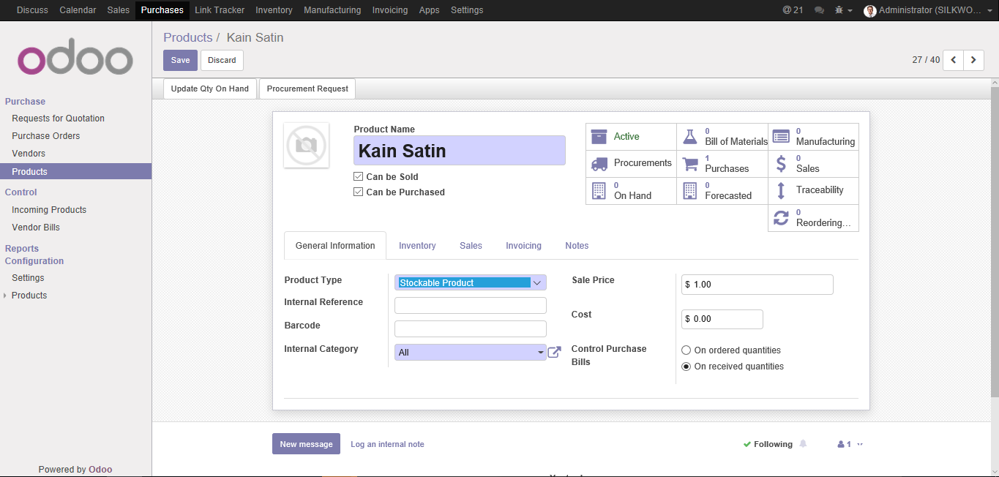 Discuss Calendar Sales Purchases Link Tracker Inventory Manufacturing Invoicing Apps Settings @ 21 Administrator (SILKWO...
odoo
Products / Kain Satin
Save Discard 27 / 40
Update Qty On Hand Procurement Request
Purchase
Requests for Quotation
Purchase Orders
Vendors
Products
Control
Incoming Products
Vendor Bills
Reports
Configuration
Settings
Products
Powered by Odoo
Product Name
Kain Satin
Can be Sold
Can be Purchased
Active
0
Bill of Materials
0
Manufacturing
Procurements
1
Purchases
0
Sales
0
On Hand
0
Forecasted
Traceability
0
Reordering...
General Information Inventory Sales Invoicing Notes
Product Type Stockable Product
Internal Reference
Barcode
Internal Category All
Sale Price $ 1.00
Cost $ 0.00
Control Purchase
Bills
On ordered quantities
On received quantities
New message Log an internal note Following 1